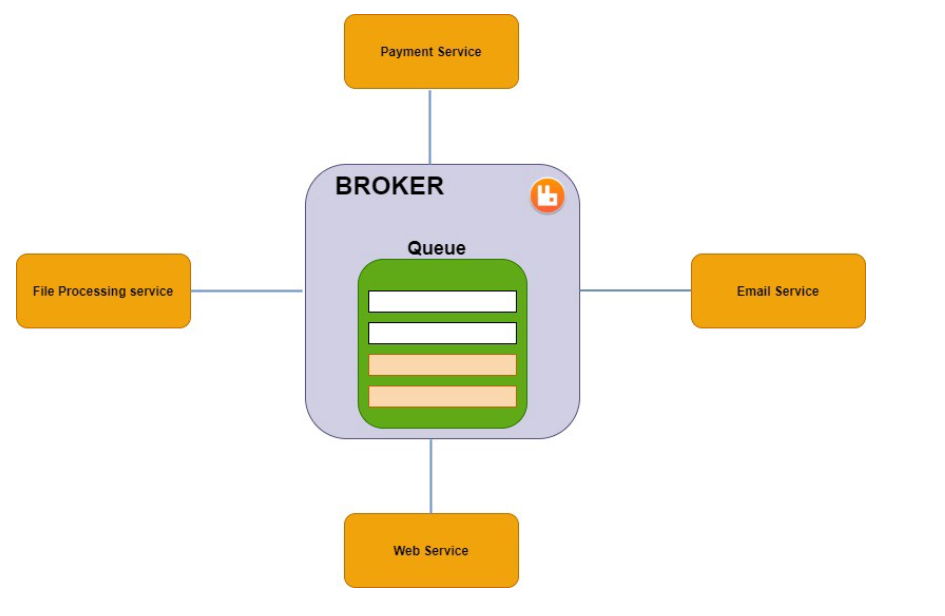 Payment Service
BROKER
Queue
File Processing service
Email Service
Web Service